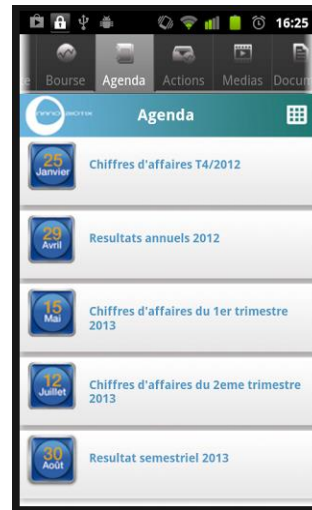 16:25
e Bourse Agenda Actions Medias Docum
NANOBIOTIX Agenda
25 Janvier Chiffres d'affaires T4/2012
29 Avril Resultats annuels 2012
15 Mai Chiffres d'affaires du 1er trimestre
2013
12 Juillet Chiffres d'affaires du 2eme trimestre
2013
30 Août Resultat semestriel 2013